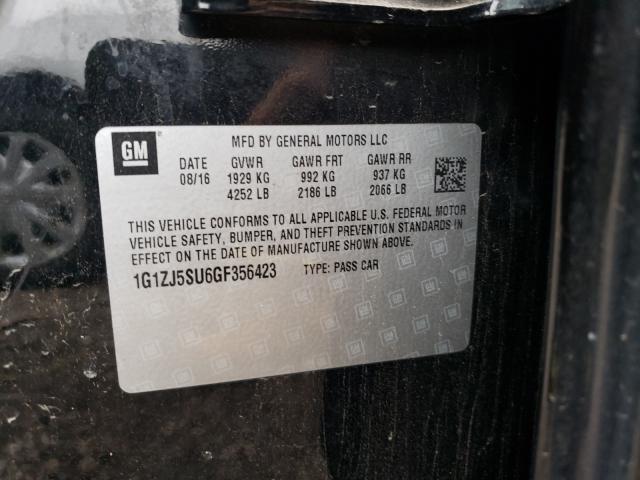 GM
MFD BY GENERAL MOTORS LLC
DATE GVWR GAWR FRT GAWR RR
08/16 1929 KG 992 KG 937 KG
4252 LB 2186 LB 2066 LB
THIS VEHICLE CONFORMS TO ALL APPLICABLE U.S. FEDERAL MOTOR
VEHICLE SAFETY, BUMPER, AND THEFT PREVENTION STANDARDS IN
EFFECT ON THE DATE OF MANUFACTURE SHOWN ABOVE.
1G1ZJ5SU6GF356423 TYPE: PASS CAR